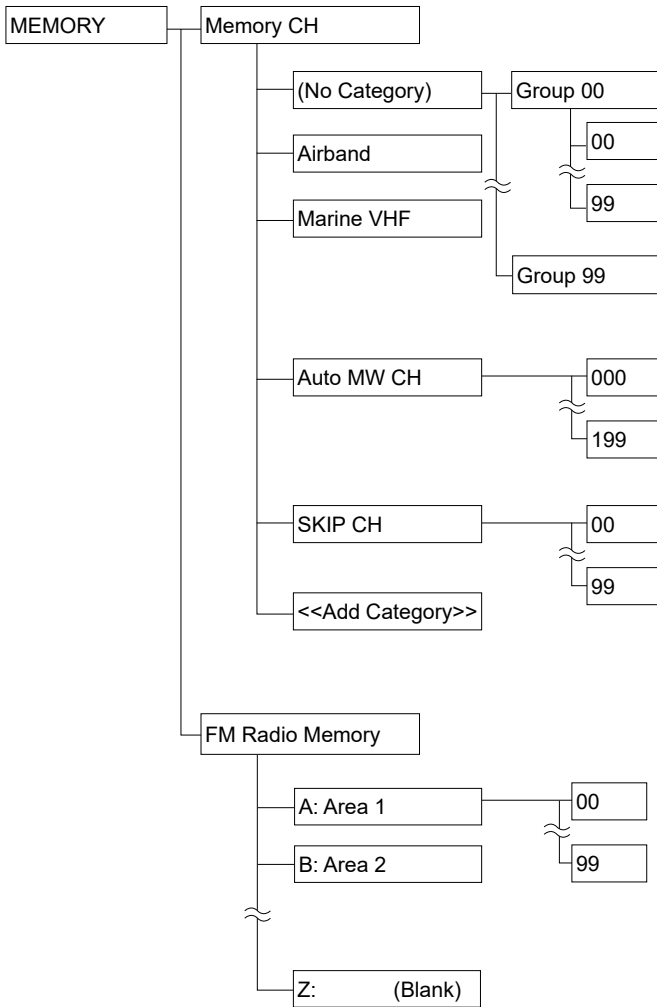 MEMORY
Memory CH
(No Category)
Group 00
00
Airband
99
Marine VHF
Group 99
Auto MW CH
000
199
SKIP CH
00
99
<<Add Category>>
FM Radio Memory
A: Area 1
00
B: Area 2
99
Z: (Blank)